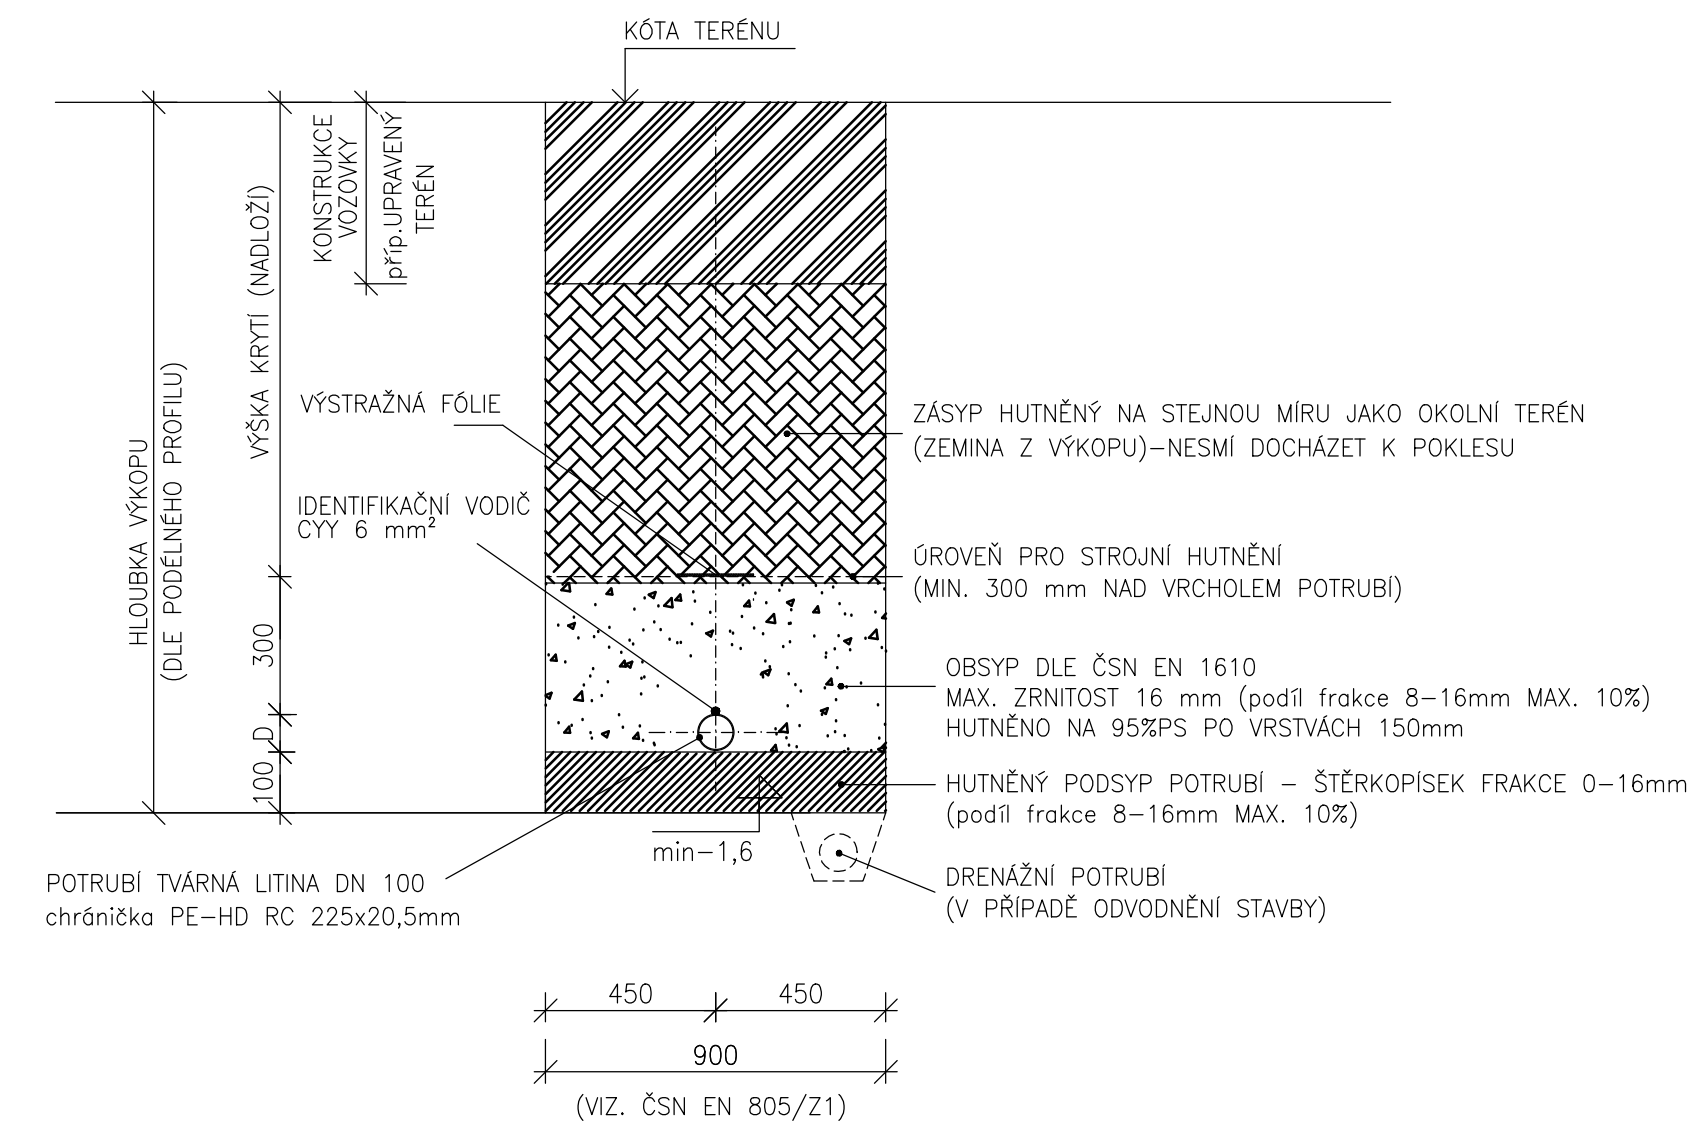 KÓTA TERÉNU
KONSTRUKCE
VOZOVKY
příp.UPRAVENÝ
TERÉN
VÝŠKA KRYTÍ (NADLOŽÍ)
HLOUBKA VÝKOPU
(DLE PODÉLNÉHO PROFILU)
VÝSTRAŽNÁ FÓLIE
ZÁSYP HUTNĚNÝ NA STEJNOU MÍRU JAKO OKOLNÍ TERÉN
(ZEMINA Z VÝKOPU)-NESMÍ DOCHÁZET K POKLESU
IDENTIFIKAČNÍ VODIČ
CYY 6 mm²
ÚROVEŇ PRO STROJNÍ HUTNĚNÍ
(MIN. 300 mm NAD VRCHOLEM POTRUBÍ)
300
D
100
OBSYP DLE ČSN EN 1610
MAX. ZRNITOST 16 mm (podíl frakce 8-16mm MAX. 10%)
HUTNĚNO NA 95%PS PO VRSTVÁCH 150mm
HUTNĚNÝ PODSYP POTRUBÍ - ŠTĚRKOPÍSEK FRAKCE 0-16mm
(podíl frakce 8-16mm MAX. 10%)
min-1,6
POTRUBÍ TVÁRNÁ LITINA DN 100
chránička PE-HD RC 225x20,5mm
DRENÁŽNÍ POTRUBÍ
(V PŘÍPADĚ ODVODNĚNÍ STAVBY)
450
450
900
(VIZ. ČSN EN 805/Z1)